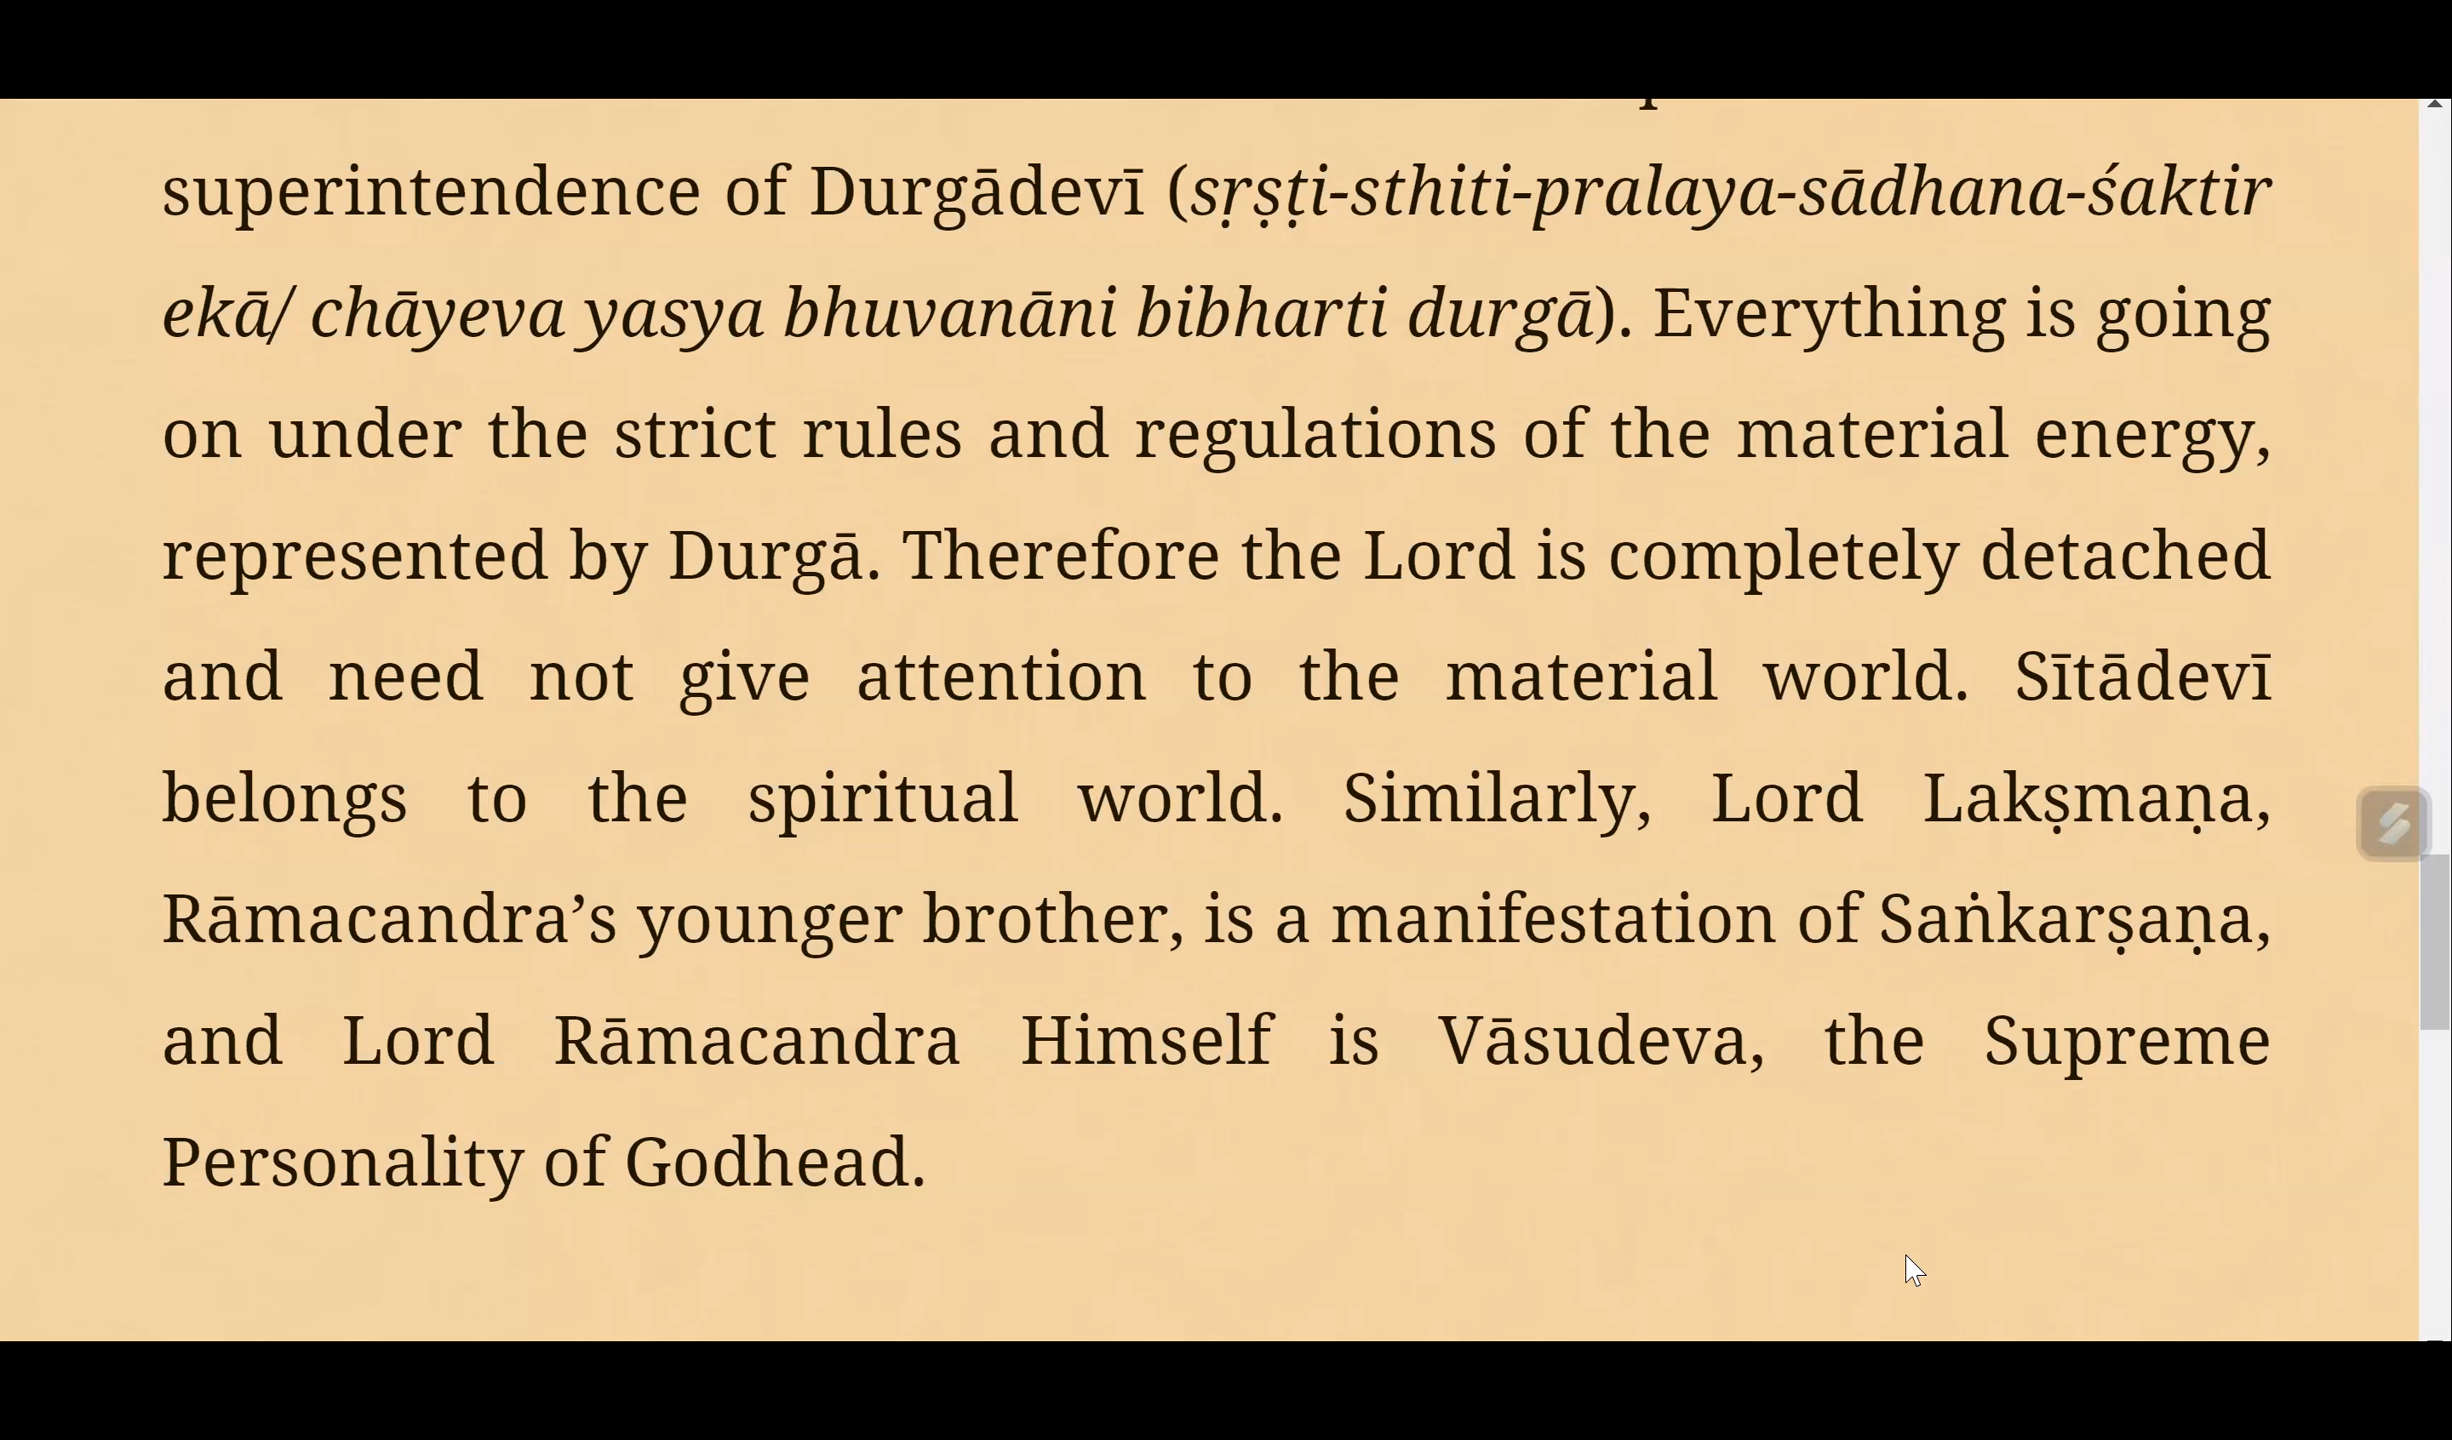 superintendence of Durgādevī (sṛṣṭi-sthiti-pralaya-sādhana-śaktir
ekā/ chāyeva yasya bhuvanāni bibharti durgā). Everything is going
on under the strict rules and regulations of the material energy,
represented by Durgā. Therefore the Lord is completely detached
and need not give attention to the material world. Sītādevī
belongs to the spiritual world. Similarly, Lord Lakṣmaṇa,
Rāmacandra’s younger brother, is a manifestation of Saṅkarṣaṇa,
and Lord Rāmacandra Himself is Vāsudeva, the Supreme
Personality of Godhead.